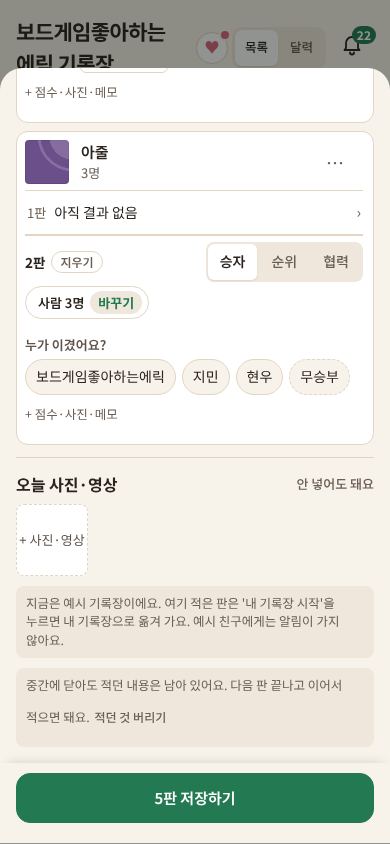 보드게임좋아하는
에릭 기록장
목록
달력
22
+ 점수·사진·메모
아줄
3명
...
1판 아직 결과 없음 ›
2판 지우기
승자 순위 협력
사람 3명 바꾸기
누가 이겼어요?
보드게임좋아하는에릭 지민 현우 무승부
+ 점수·사진·메모
오늘 사진·영상 안 넣어도 돼요
+ 사진·영상
지금은 예시 기록장이에요. 여기 적은 판은 '내 기록장 시작'을
누르면 내 기록장으로 옮겨 가요. 예시 친구에게는 알림이 가지
않아요.
중간에 닫아도 적던 내용은 남아 있어요. 다음 판 끝나고 이어서
적으면 돼요. 적던 것 버리기
5판 저장하기